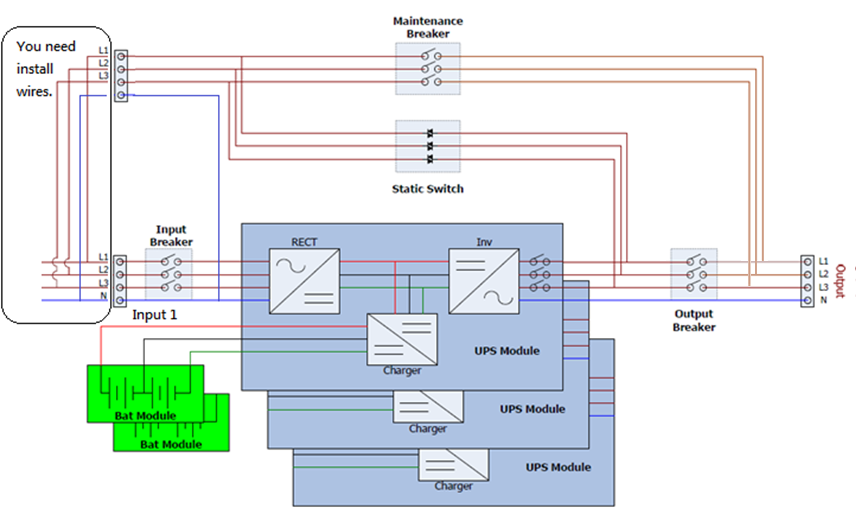 Maintenance
Breaker
You need
install
wires.
L1
L2
L3
Static Switch
Input
Breaker
RECT
Inv
L1
L2
L3
N
L1
L2
L3
N
Output
Input 1
Output
Breaker
Charger
UPS Module
Bat Module
Charger
UPS Module
Bat Module
Charger
UPS Module